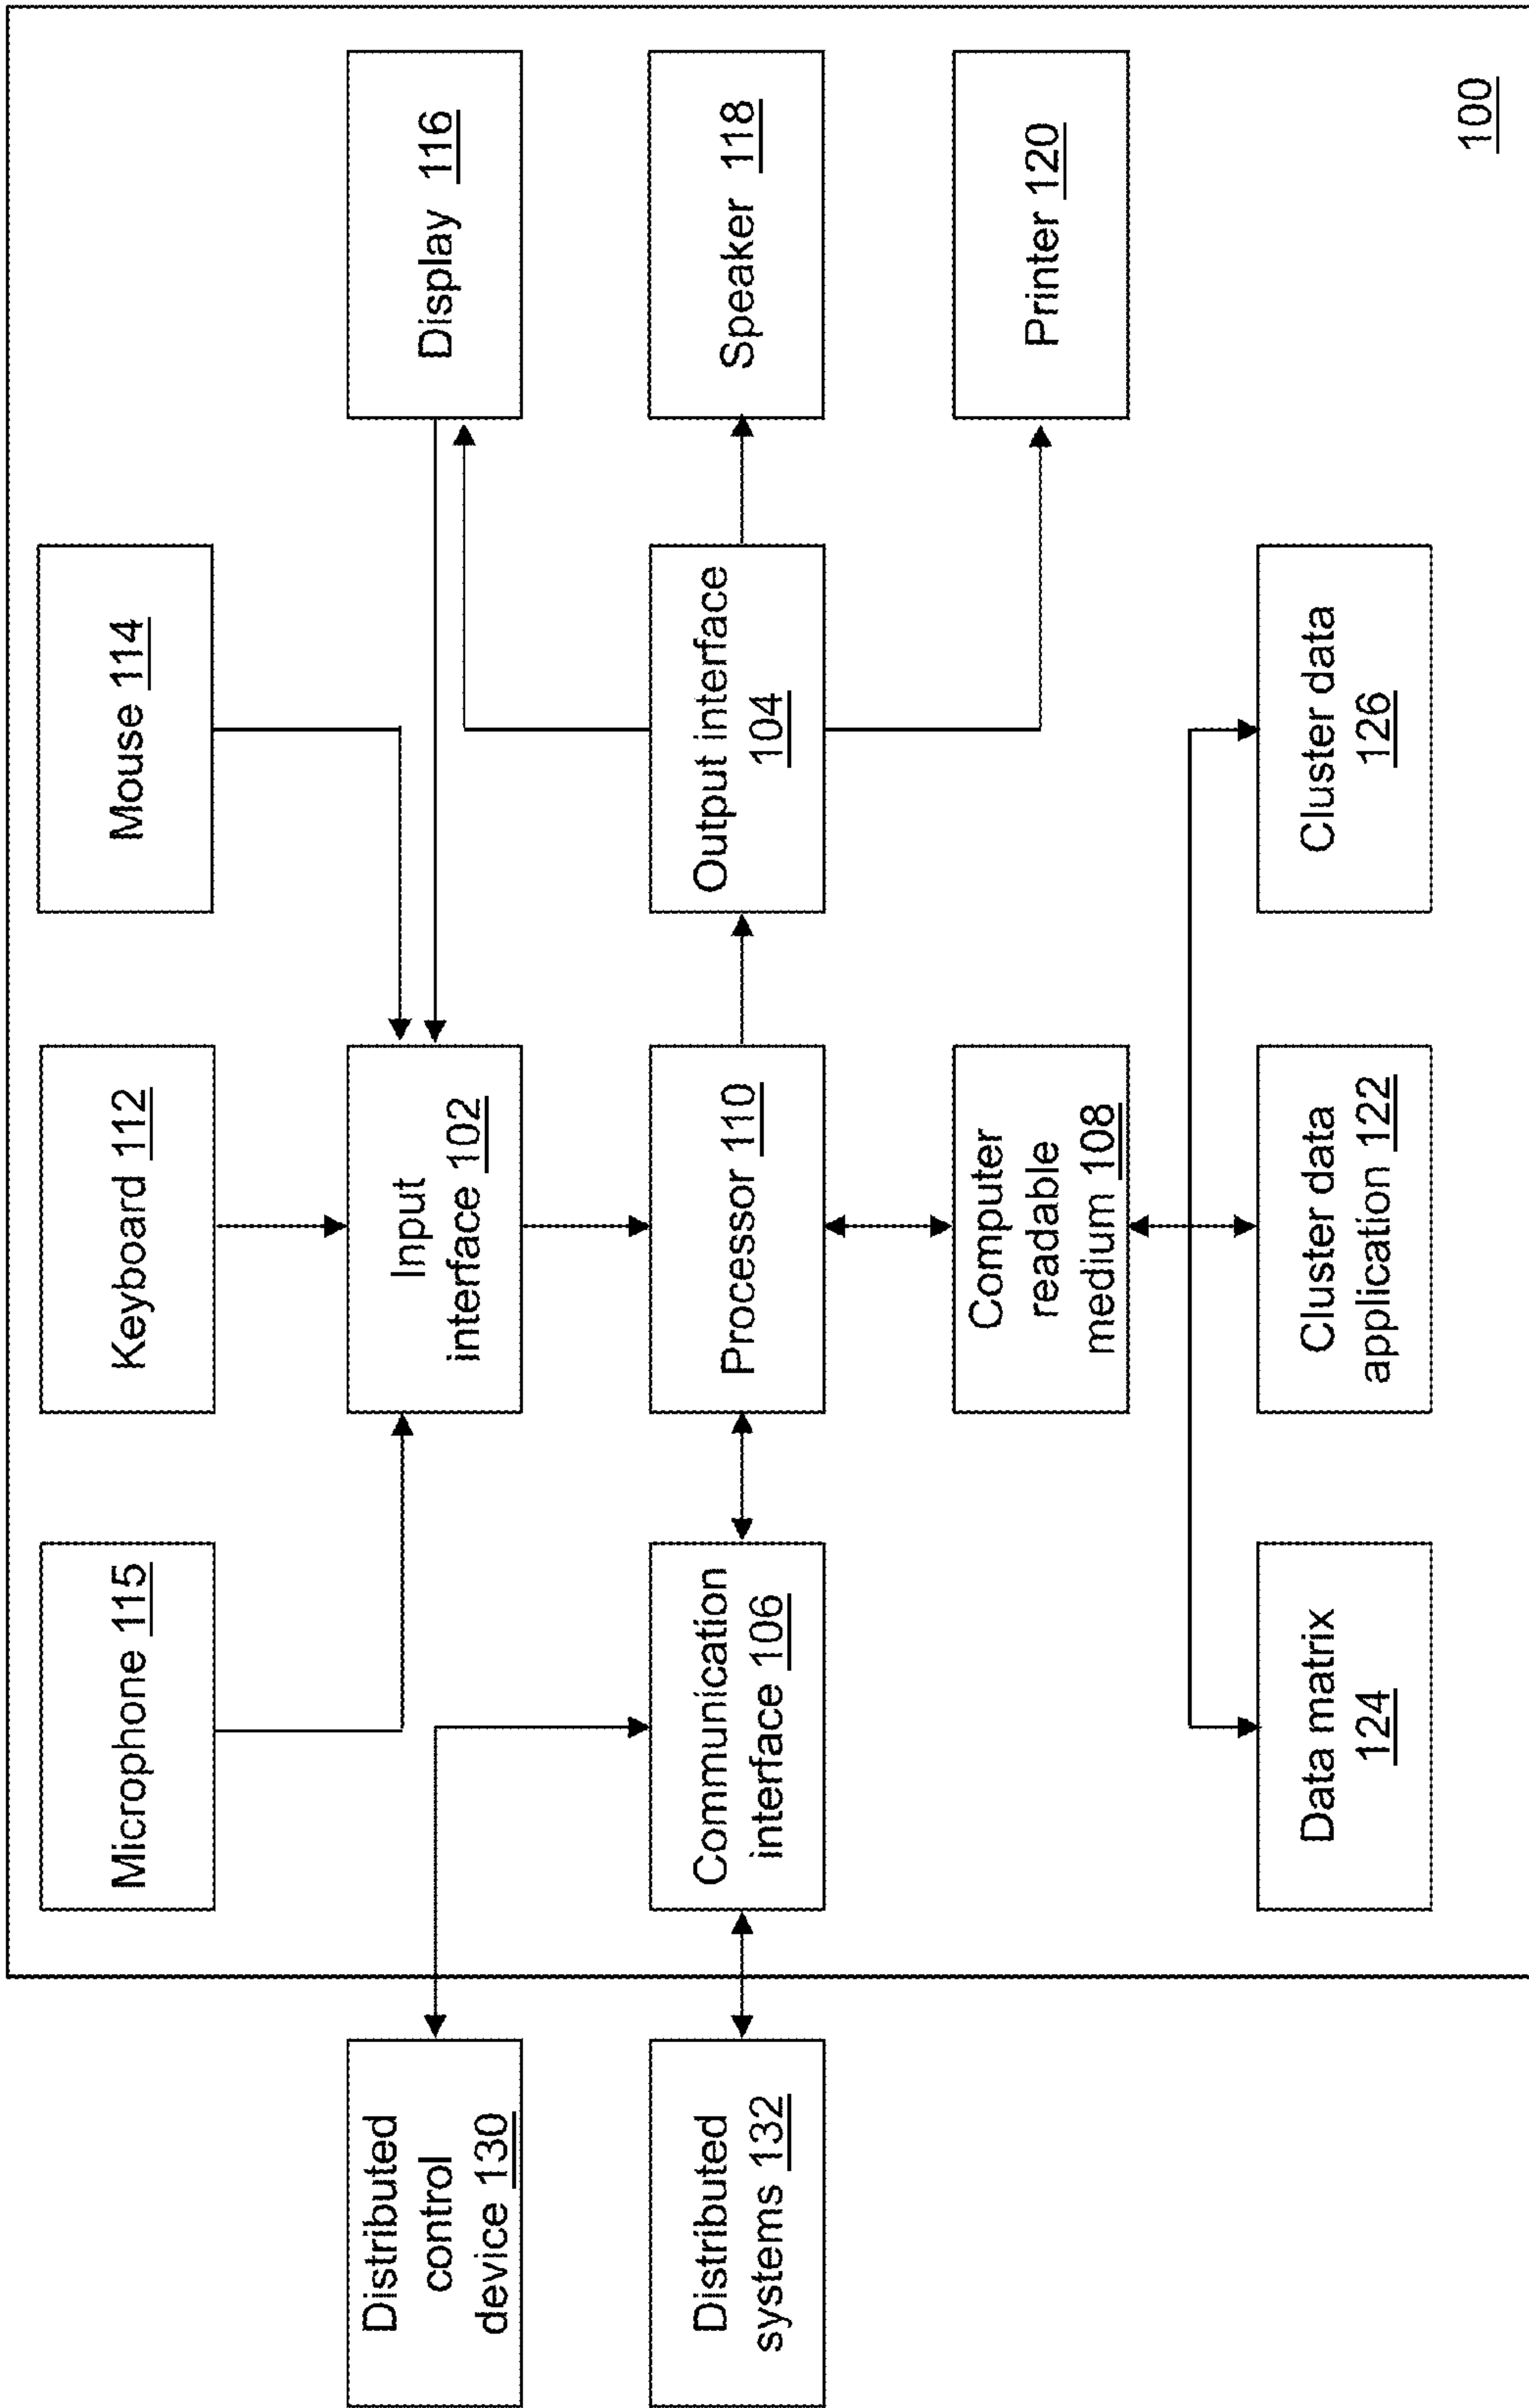 Microphone 115
Keyboard 112
Mouse 114
Distributed
control
device 130
Input
interface 102
Display 116
Distributed
systems 132
Communication
interface 106
Processor 110
Output interface
104
Speaker 118
Computer
readable
medium 108
Printer 120
Data matrix
124
Cluster data
application 122
Cluster data
126
100